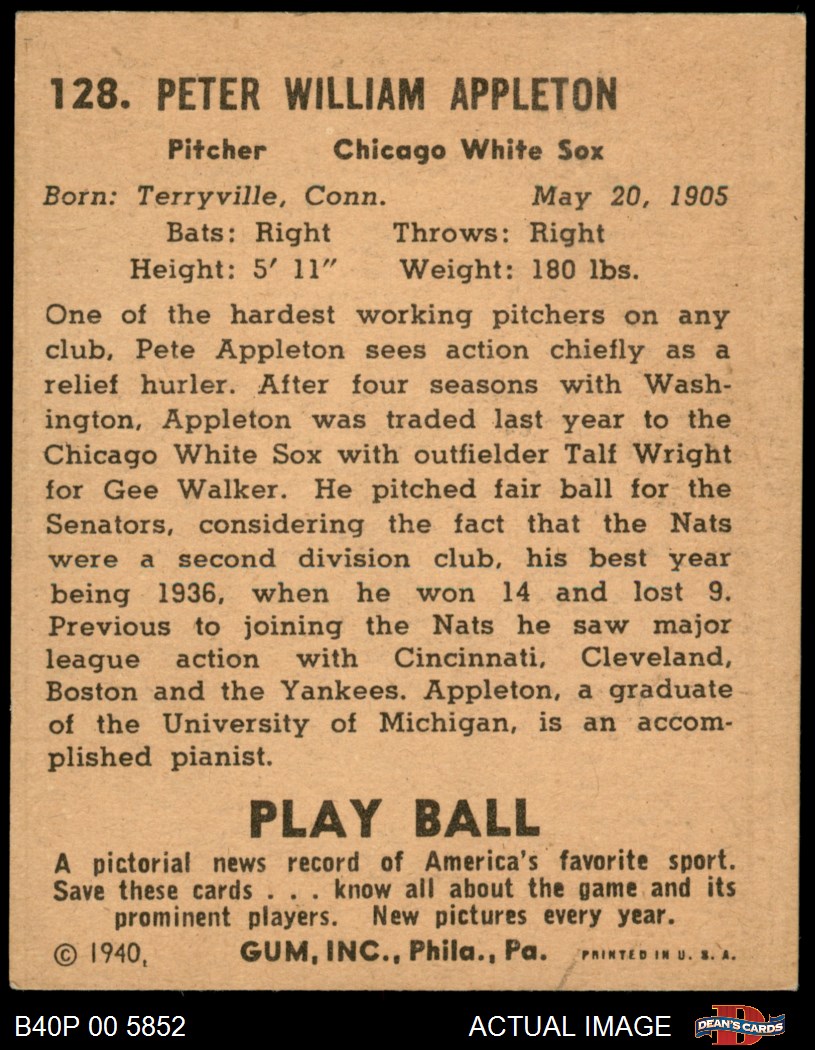 128. PETER WILLIAM APPLETON
Pitcher Chicago White Sox
Born: Terryville, Conn. May 20, 1905
Bats: Right Throws: Right
Height: 5′ 11″ Weight: 180 lbs.
One of the hardest working pitchers on any
club, Pete Appleton sees action chiefly as a
relief hurler. After four seasons with Wash-
ington, Appleton was traded last year to the
Chicago White Sox with outfielder Talf Wright
for Gee Walker. He pitched fair ball for the
Senators, considering the fact that the Nats
were a second division club, his best year
being 1936, when he won 14 and lost 9.
Previous to joining the Nats he saw major
league action with Cincinnati, Cleveland,
Boston and the Yankees. Appleton, a graduate
of the University of Michigan, is an accom-
plished pianist.
PLAY BALL
A pictorial news record of America's favorite sport.
Save these cards . . . know all about the game and its
prominent players. New pictures every year.
© 1940, GUM, INC., Phila., Pa. PRINTED IN U. S. A.
B40P 00 5852 ACTUAL IMAGE D DEAN'S CARDS